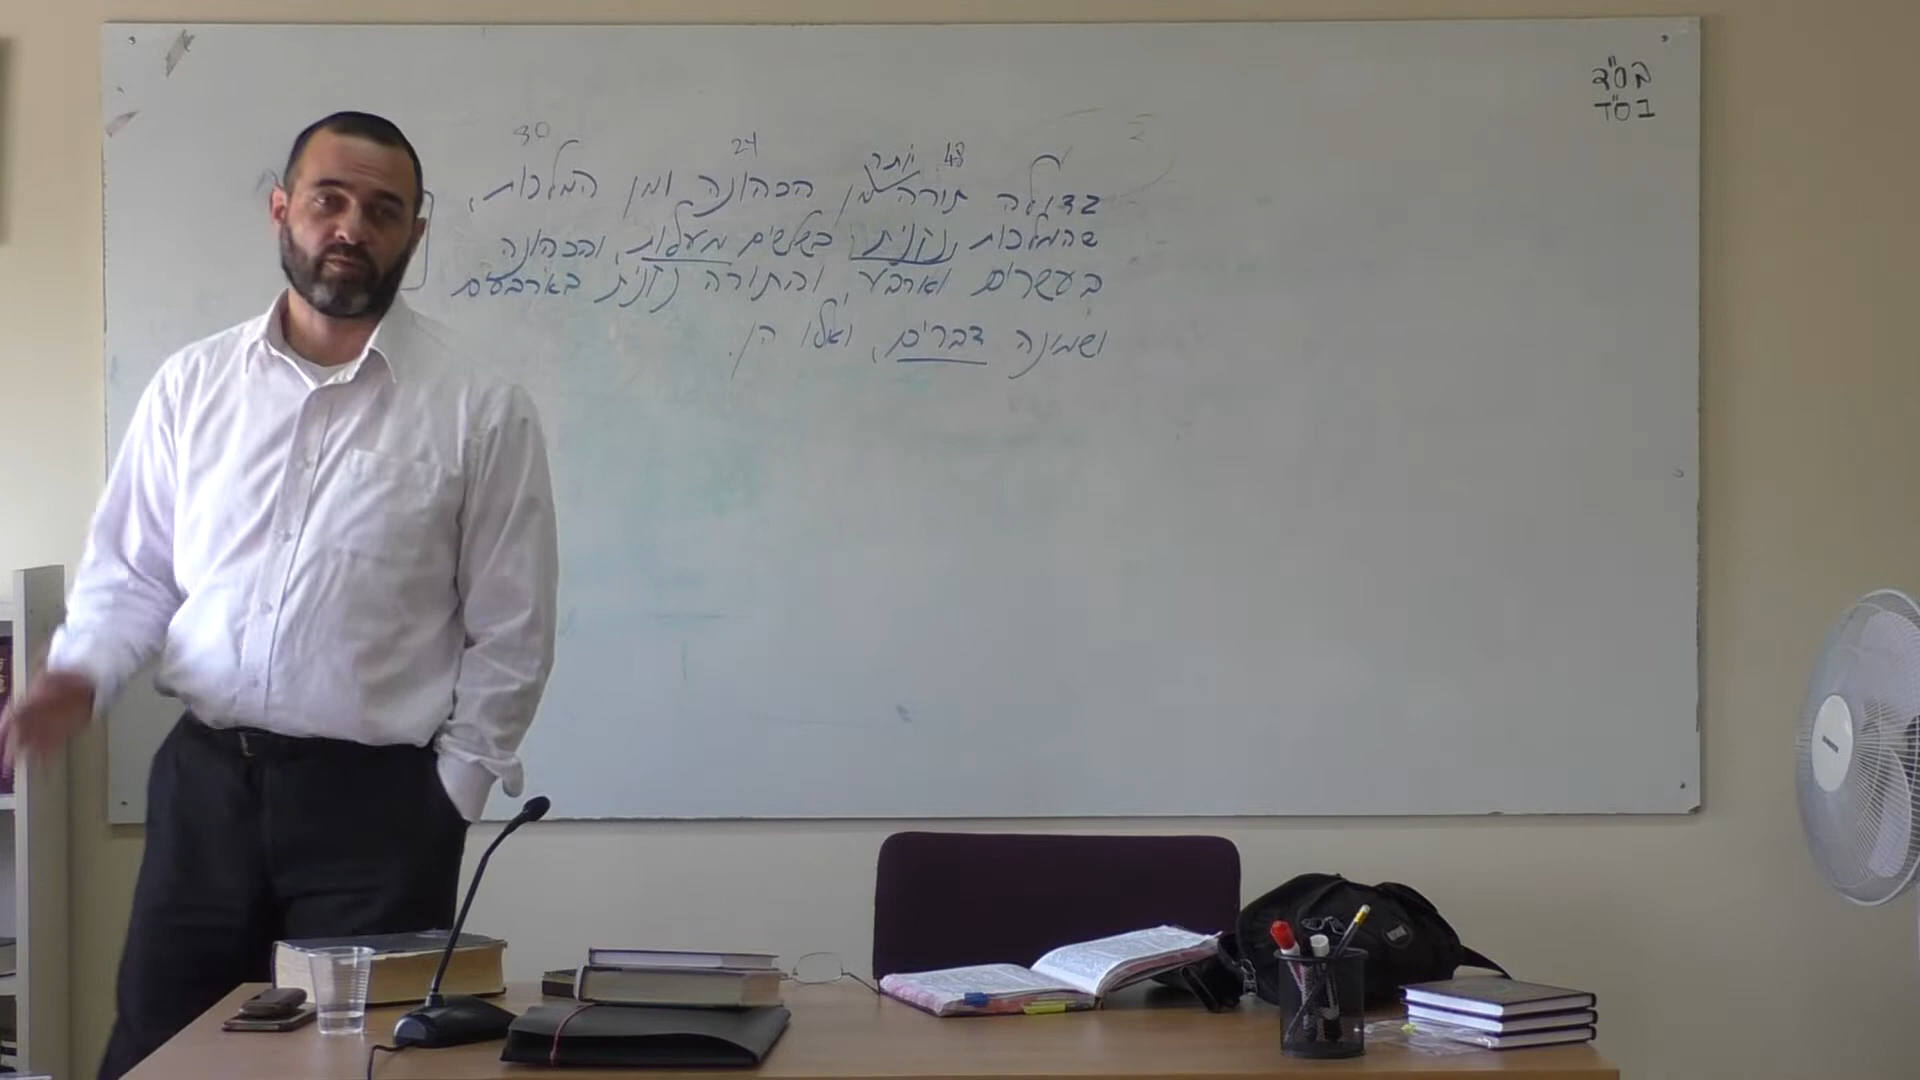 בס"ד
בס"ד
30 24 48
יותר
גדולה תורה מן הכהונה ומן המלכות,
שהמלכות נקנית בשלשים מעלות, והכהונה
בעשרים וארבע, והתורה נקנית בארבעים
ושמונה דברים, ואלו הן.